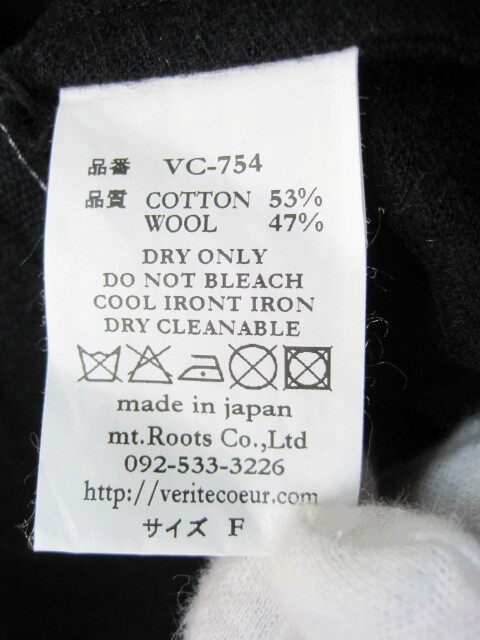 品番 VC-754
品質 COTTON 53%
WOOL 47%
DRY ONLY
DO NOT BLEACH
COOL IRONT IRON
DRY CLEANABLE
made in japan
mt.Roots Co.,Ltd
092-533-3226
http://veritecoeur.com
サイズ F